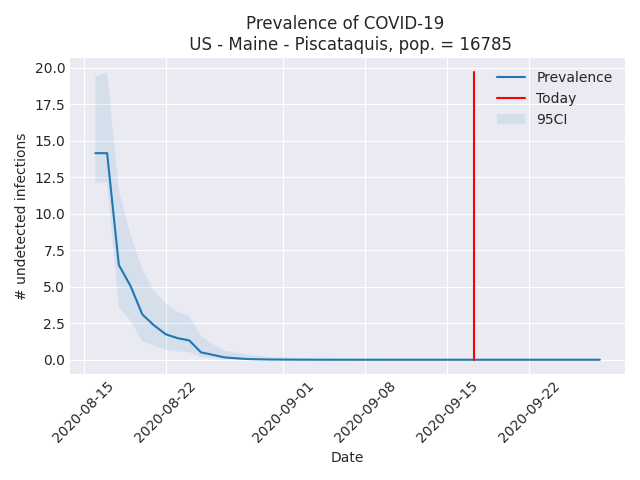 Prevalence of COVID-19
US - Maine - Piscataquis, pop. = 16785
20.0
17.5
15.0
12.5
10.0
7.5
5.0
2.5
0.0
# undetected infections
Prevalence
Today
95CI
2020-08-15
2020-08-22
2020-09-01
2020-09-08
2020-09-15
2020-09-22
Date